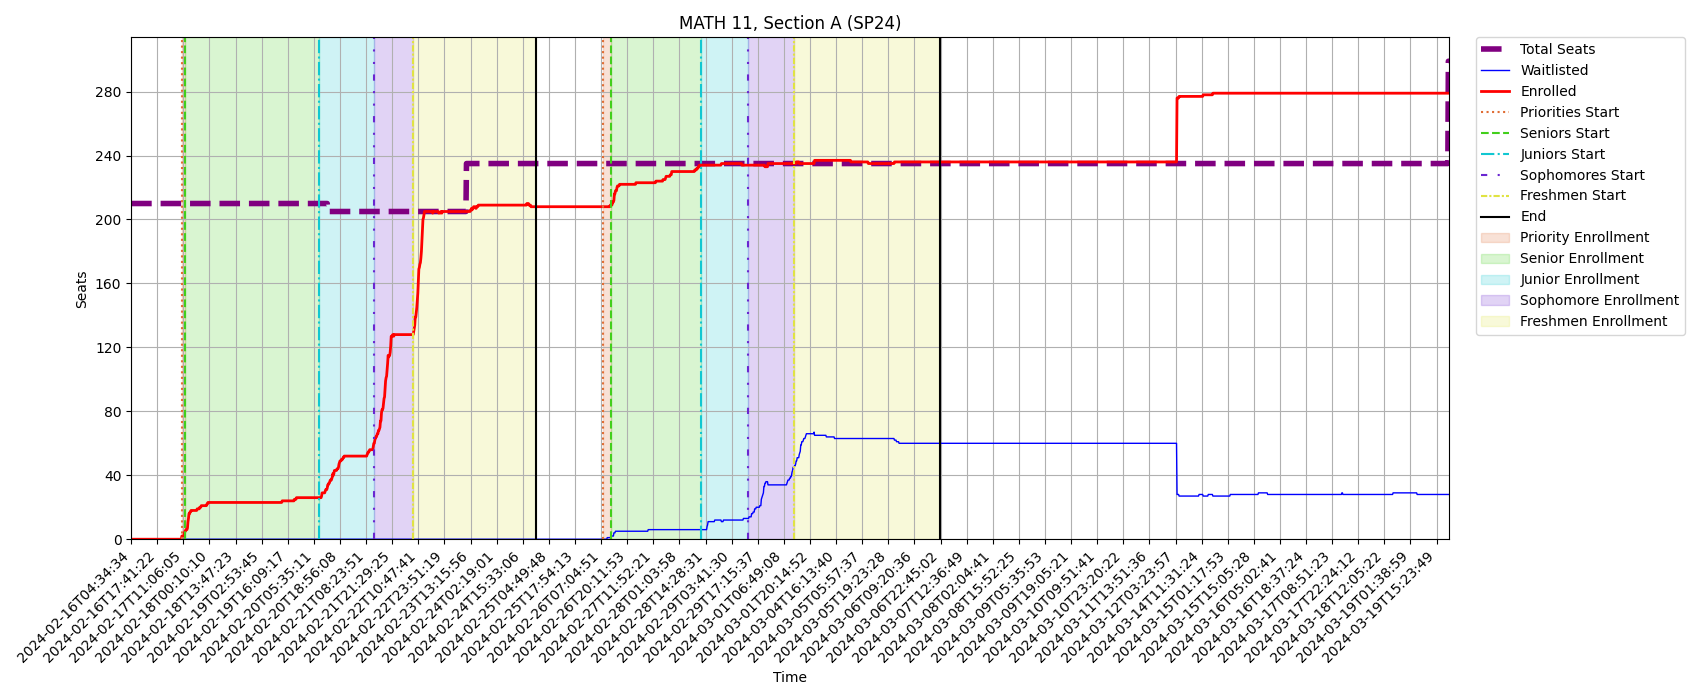 MATH 11, Section A (SP24)
Seats
280
240
200
160
120
80
40
0
2024-02-16T04:34:34
2024-02-16T17:41:22
2024-02-17T11:06:05
2024-02-18T00:10:10
2024-02-18T13:47:23
2024-02-19T02:53:45
2024-02-19T16:09:17
2024-02-20T05:35:11
2024-02-20T18:56:08
2024-02-21T08:23:51
2024-02-21T21:29:25
2024-02-22T10:47:41
2024-02-22T23:51:19
2024-02-23T13:15:56
2024-02-24T02:19:01
2024-02-24T15:33:06
2024-02-25T04:49:48
2024-02-25T17:54:13
2024-02-26T07:04:51
2024-02-26T20:11:53
2024-02-27T11:52:21
2024-02-28T01:03:58
2024-02-28T14:28:31
2024-02-29T03:41:30
2024-02-29T17:15:37
2024-03-01T06:49:08
2024-03-01T20:14:52
2024-03-04T16:13:40
2024-03-05T05:57:37
2024-03-05T19:23:28
2024-03-06T09:20:36
2024-03-06T22:45:02
2024-03-07T12:36:49
2024-03-08T02:04:41
2024-03-08T15:52:25
2024-03-09T05:35:53
2024-03-09T19:05:21
2024-03-10T09:51:41
2024-03-10T23:20:22
2024-03-11T13:51:36
2024-03-12T03:23:57
2024-03-14T11:31:24
2024-03-15T01:17:53
2024-03-15T15:05:28
2024-03-16T05:02:41
2024-03-16T18:37:24
2024-03-17T08:51:23
2024-03-17T22:24:12
2024-03-18T12:05:22
2024-03-19T01:38:59
2024-03-19T15:23:49
Time
Total Seats
Waitlisted
Enrolled
Priorities Start
Seniors Start
Juniors Start
Sophomores Start
Freshmen Start
End
Priority Enrollment
Senior Enrollment
Junior Enrollment
Sophomore Enrollment
Freshmen Enrollment